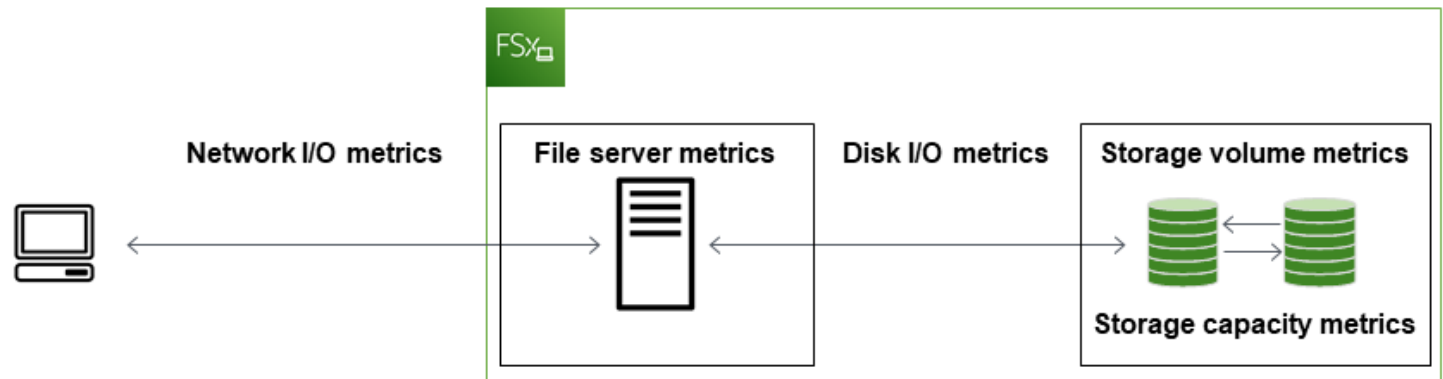 FSx
Network I/O metrics
File server metrics
Disk I/O metrics
Storage volume metrics
Storage capacity metrics